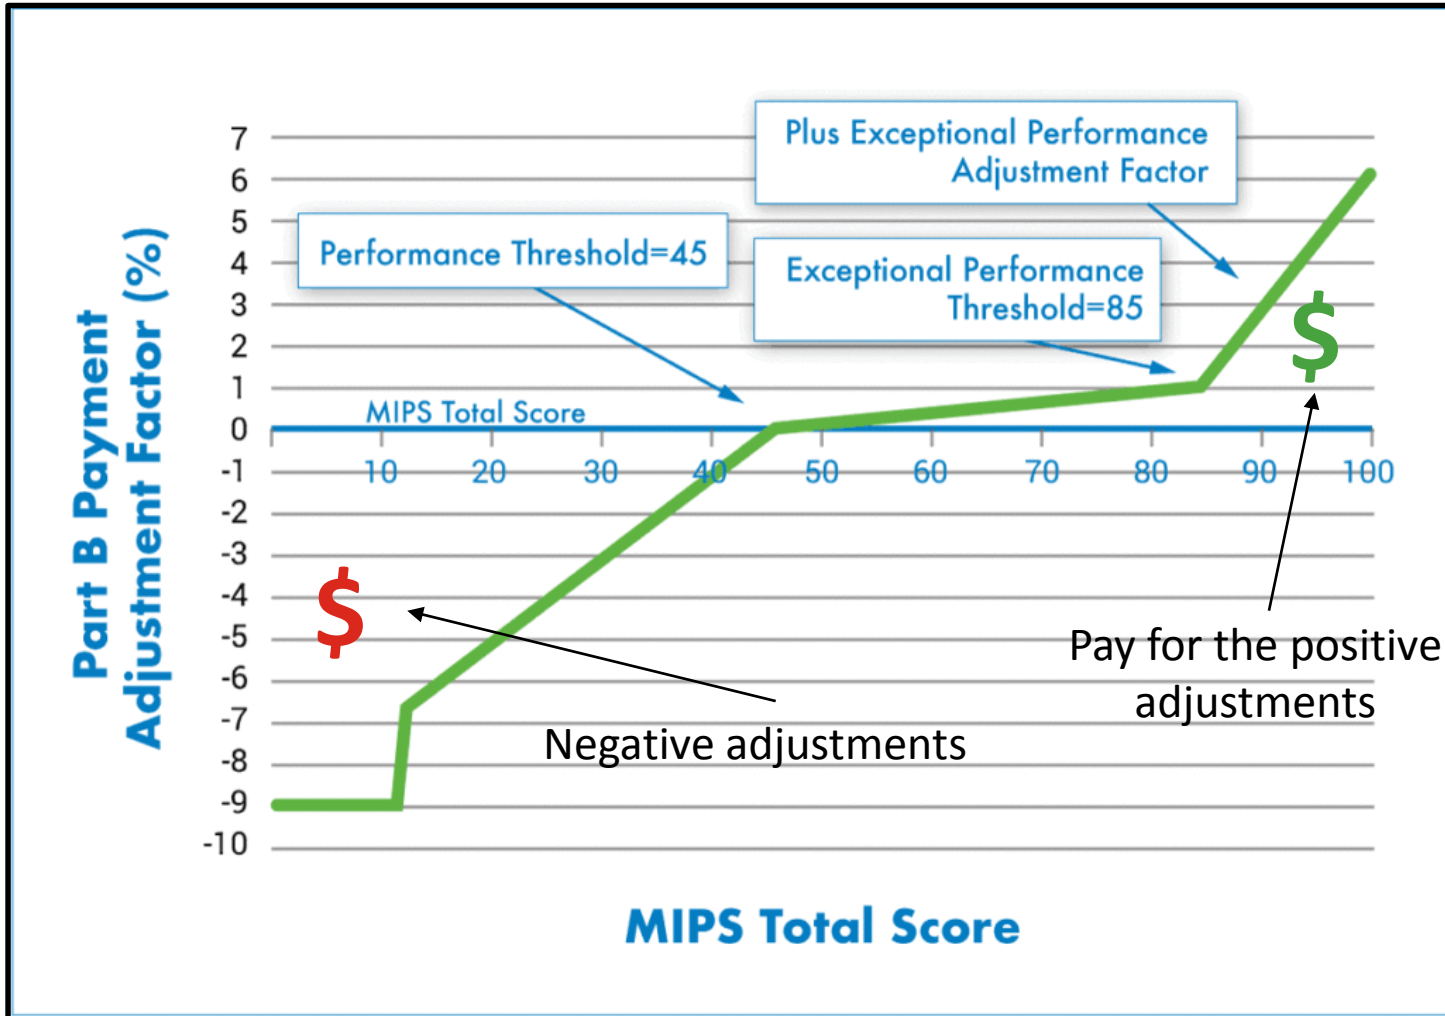 Part B Payment
Adjustment Factor (%)
7
6
5
4
3
2
1
0
-1
-2
-3
-4
-5
-6
-7
-8
-9
-10
Plus Exceptional Performance
Adjustment Factor
Performance Threshold=45
Exceptional Performance
Threshold=85
$
MIPS Total Score
10 20 30 40 50 60 70 80 90 100
$
Pay for the positive
adjustments
Negative adjustments
MIPS Total Score